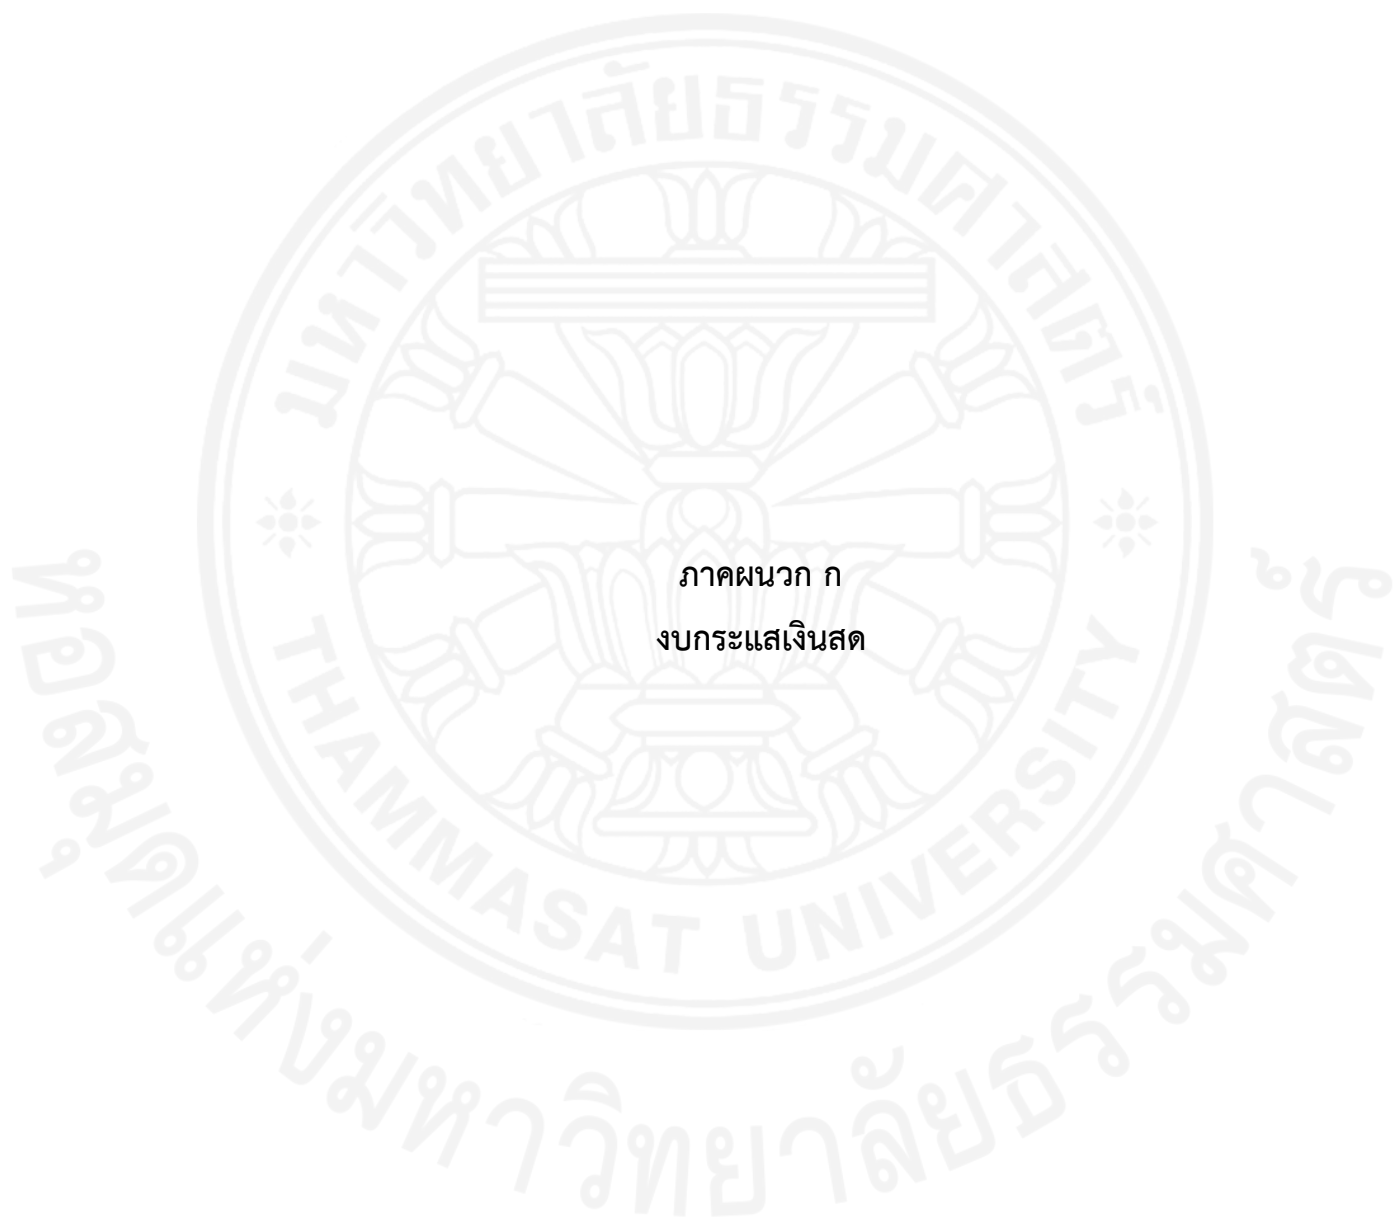 มหาวิทยาลัยธรรมศาสตร์
ภาคผนวก ก
งบกระแสเงินสด
THAMMASAT UNIVERSITY
หอสมุดแห่งมหาวิทยาลัยธรรมศาสตร์